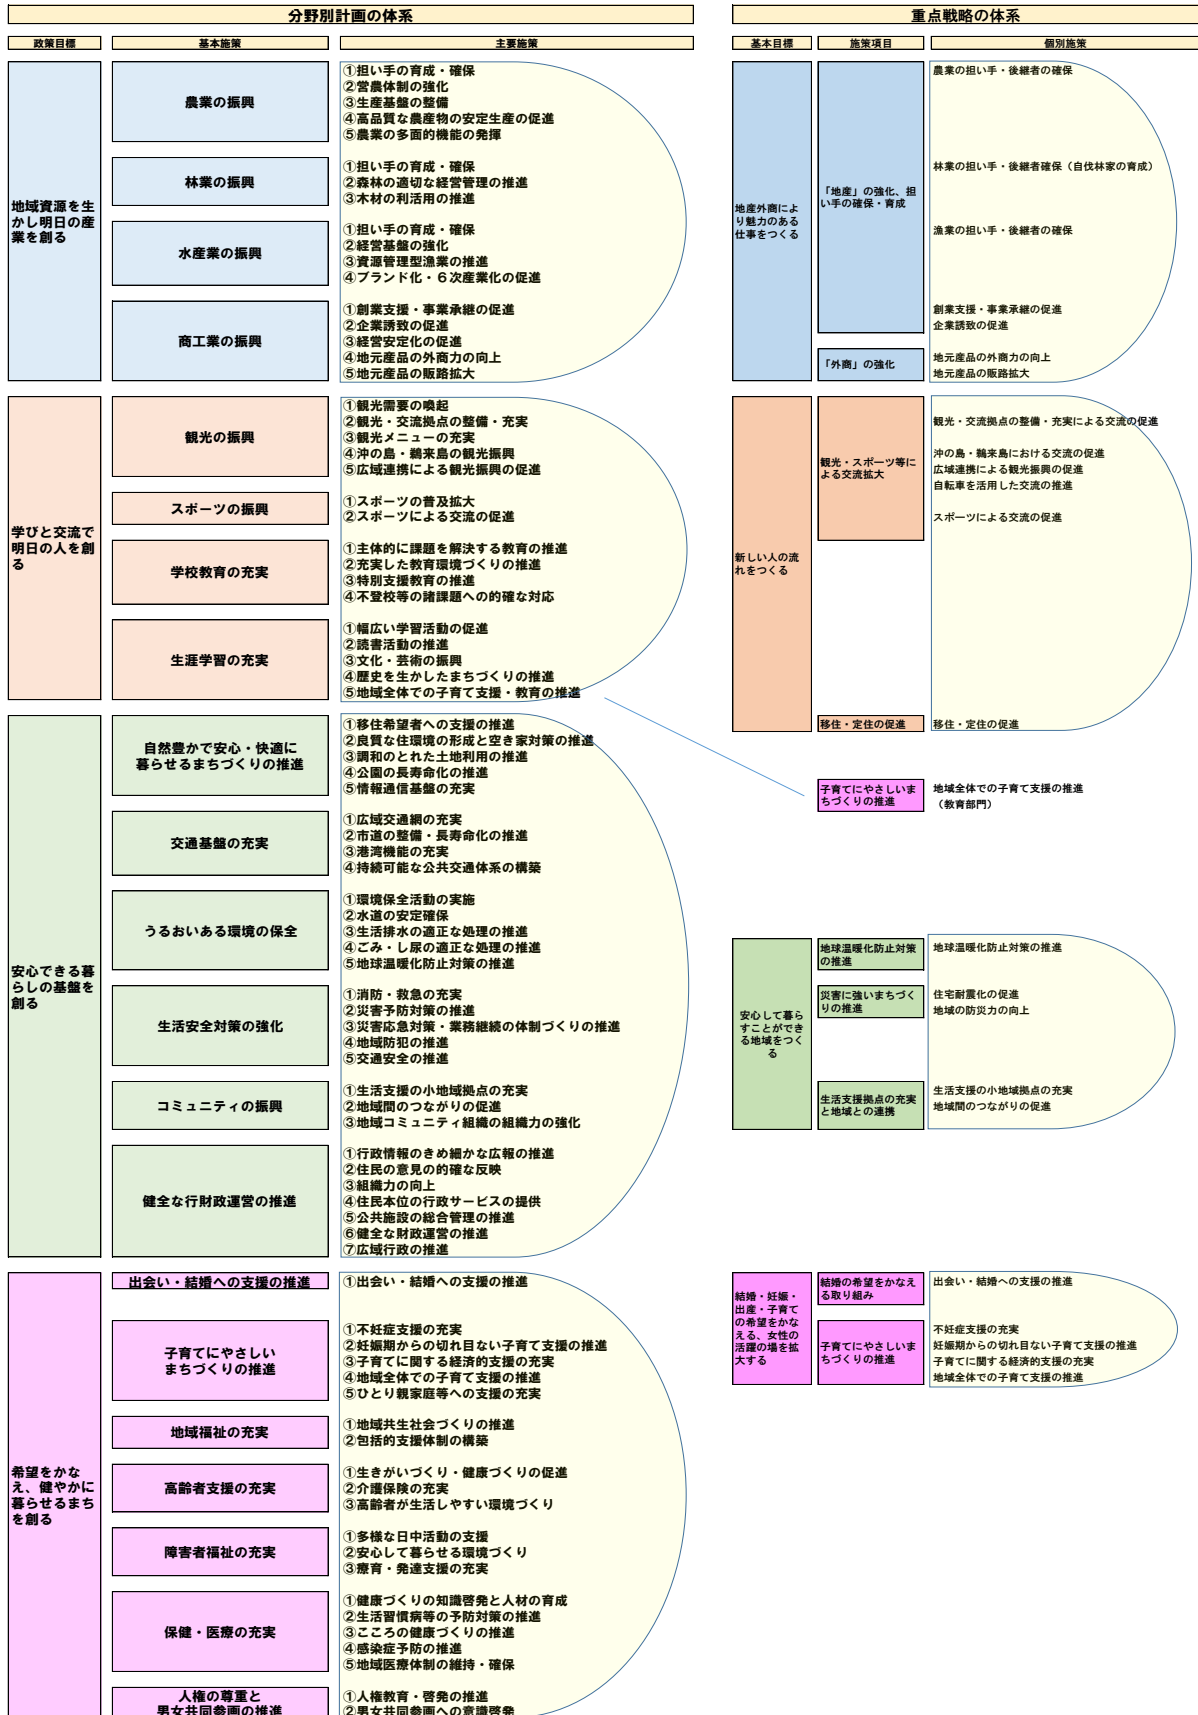 分野別計画の体系
政策目標
基本施策
主要施策
地域資源を生
かし明日の産
業を創る
農業の振興
①担い手の育成・確保
②営農体制の強化
③生産基盤の整備
④高品質な農産物の安定生産の促進
⑤農業の多面的機能の発揮
林業の振興
①担い手の育成・確保
②森林の適切な経営管理の推進
③木材の利活用の推進
水産業の振興
①担い手の育成・確保
②経営基盤の強化
③資源管理型漁業の推進
④ブランド化・６次産業化の促進
商工業の振興
①創業支援・事業承継の促進
②企業誘致の促進
③経営安定化の促進
④地元産品の外商力の向上
⑤地元産品の販路拡大
学びと交流で
明日の人を創
る
観光の振興
①観光需要の喚起
②観光・交流拠点の整備・充実
③観光メニューの充実
④沖の島・鵜来島の観光振興
⑤広域連携による観光振興の促進
スポーツの振興
①スポーツの普及拡大
②スポーツによる交流の促進
学校教育の充実
①主体的に課題を解決する教育の推進
②充実した教育環境づくりの推進
③特別支援教育の推進
④不登校等の諸課題への的確な対応
生涯学習の充実
①幅広い学習活動の促進
②読書活動の推進
③文化・芸術の振興
④歴史を生かしたまちづくりの推進
⑤地域全体での子育て支援・教育の推進
安心できる暮
らしの基盤を
創る
自然豊かで安心・快適に
暮らせるまちづくりの推進
①移住希望者への支援の推進
②良質な住環境の形成と空き家対策の推進
③調和のとれた土地利用の推進
④公園の長寿命化の推進
⑤情報通信基盤の充実
交通基盤の充実
①広域交通網の充実
②市道の整備・長寿命化の推進
③港湾機能の充実
④持続可能な公共交通体系の構築
うるおいある環境の保全
①環境保全活動の実施
②水道の安定確保
③生活排水の適正な処理の推進
④ごみ・し尿の適正な処理の推進
⑤地球温暖化防止対策の推進
生活安全対策の強化
①消防・救急の充実
②災害予防対策の推進
③災害応急対策・業務継続の体制づくりの推進
④地域防犯の推進
⑤交通安全の推進
コミュニティの振興
①生活支援の小地域拠点の充実
②地域間のつながりの促進
③地域コミュニティ組織の組織力の強化
健全な行財政運営の推進
①行政情報のきめ細かな広報の推進
②住民の意見の的確な反映
③組織力の向上
④住民本位の行政サービスの提供
⑤公共施設の総合管理の推進
⑥健全な財政運営の推進
⑦広域行政の推進
希望をかな
え、健やかに
暮らせるまち
を創る
出会い・結婚への支援の推進
①出会い・結婚への支援の推進
子育てにやさしい
まちづくりの推進
①不妊症支援の充実
②妊娠期からの切れ目ない子育て支援の推進
③子育てに関する経済的支援の充実
④地域全体での子育て支援の推進
⑤ひとり親家庭等への支援の充実
地域福祉の充実
①地域共生社会づくりの推進
②包括的支援体制の構築
高齢者支援の充実
①生きがいづくり・健康づくりの促進
②介護保険の充実
③高齢者が生活しやすい環境づくり
障害者福祉の充実
①多様な日中活動の支援
②安心して暮らせる環境づくり
③療育・発達支援の充実
保健・医療の充実
①健康づくりの知識啓発と人材の育成
②生活習慣病等の予防対策の推進
③こころの健康づくりの推進
④感染症予防の推進
⑤地域医療体制の維持・確保
人権の尊重と
男女共同参画の推進
①人権教育・啓発の推進
②男女共同参画への意識啓発
重点戦略の体系
基本目標
施策項目
個別施策
地産外商によ
り魅力のある
仕事をつくる
「地産」の強化、担
い手の確保・育成
農業の担い手・後継者の確保
林業の担い手・後継者確保（自伐林家の育成）
漁業の担い手・後継者の確保
創業支援・事業承継の促進
企業誘致の促進
「外商」の強化
地元産品の外商力の向上
地元産品の販路拡大
新しい人の流
れをつくる
観光・スポーツ等に
よる交流拡大
観光・交流拠点の整備・充実による交流の促進
沖の島・鵜来島における交流の促進
広域連携による観光振興の促進
自転車を活用した交流の推進
スポーツによる交流の促進
移住・定住の促進
移住・定住の促進
子育てにやさしいま
ちづくりの推進
地域全体での子育て支援の推進
（教育部門）
安心して暮ら
すことができ
る地域をつく
る
地球温暖化防止対策
の推進
地球温暖化防止対策の推進
災害に強いまちづく
りの推進
住宅耐震化の促進
地域の防災力の向上
生活支援拠点の充実
と地域との連携
生活支援の小地域拠点の充実
地域間のつながりの促進
結婚・妊娠・
出産・子育て
の希望をかな
える、女性の
活躍の場を拡
大する
結婚の希望をかなえ
る取り組み
出会い・結婚への支援の推進
子育てにやさしいま
ちづくりの推進
不妊症支援の充実
妊娠期からの切れ目ない子育て支援の推進
子育てに関する経済的支援の充実
地域全体での子育て支援の推進